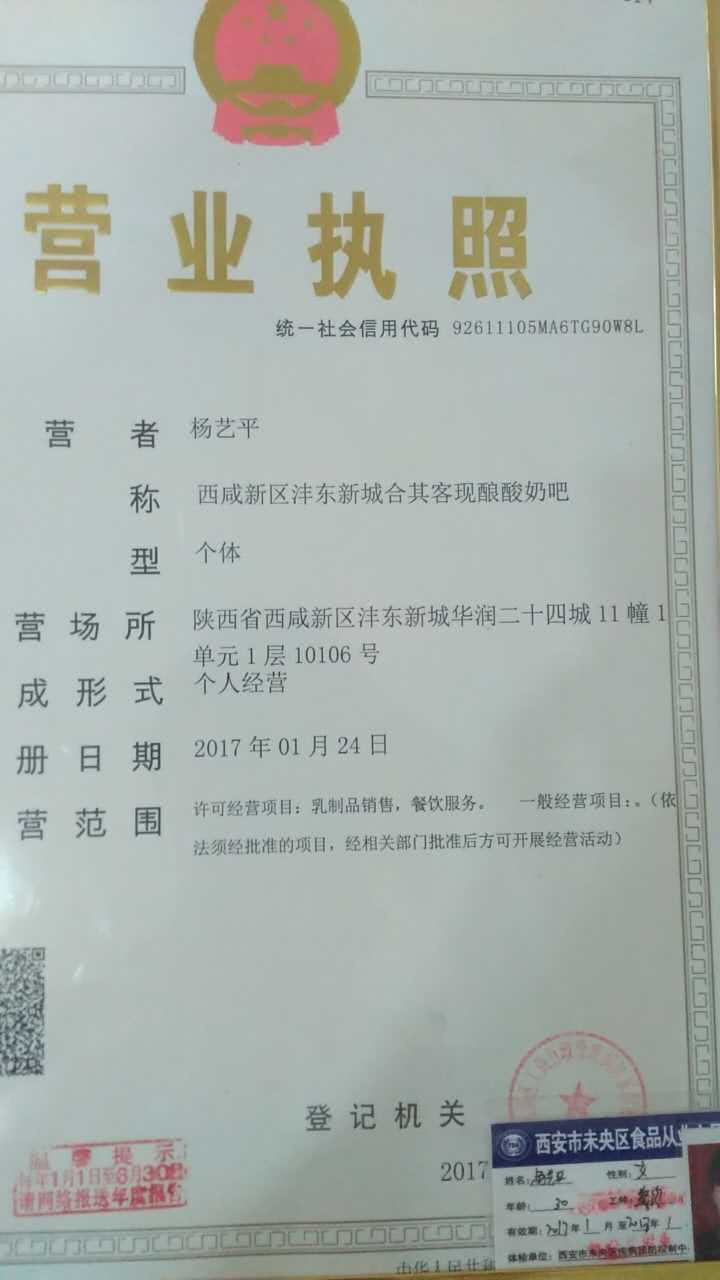 营业执照
统一社会信用代码 92611105MA6TG90W8L
营者 杨艺平
称 西咸新区沣东新城合其客现酿酸奶吧
型 个体
营场所 陕西省西咸新区沣东新城华润二十四城11幢1
单元1层10106号
成形式 个人经营
册日期 2017年01月24日
营范围 许可经营项目：乳制品销售，餐饮服务。 一般经营项目：。（依
法须经批准的项目，经相关部门批准后方可开展经营活动）
登记机关
2017
温馨提示
每年1月1日至6月30日
请网络报送年度报告
西安市未央区食品从业
姓名： 性别：女
年龄：30 工种：
有效期：2017年1月至 年1
体检单位：西安市未央区疾病预防控制中
中华人民共和